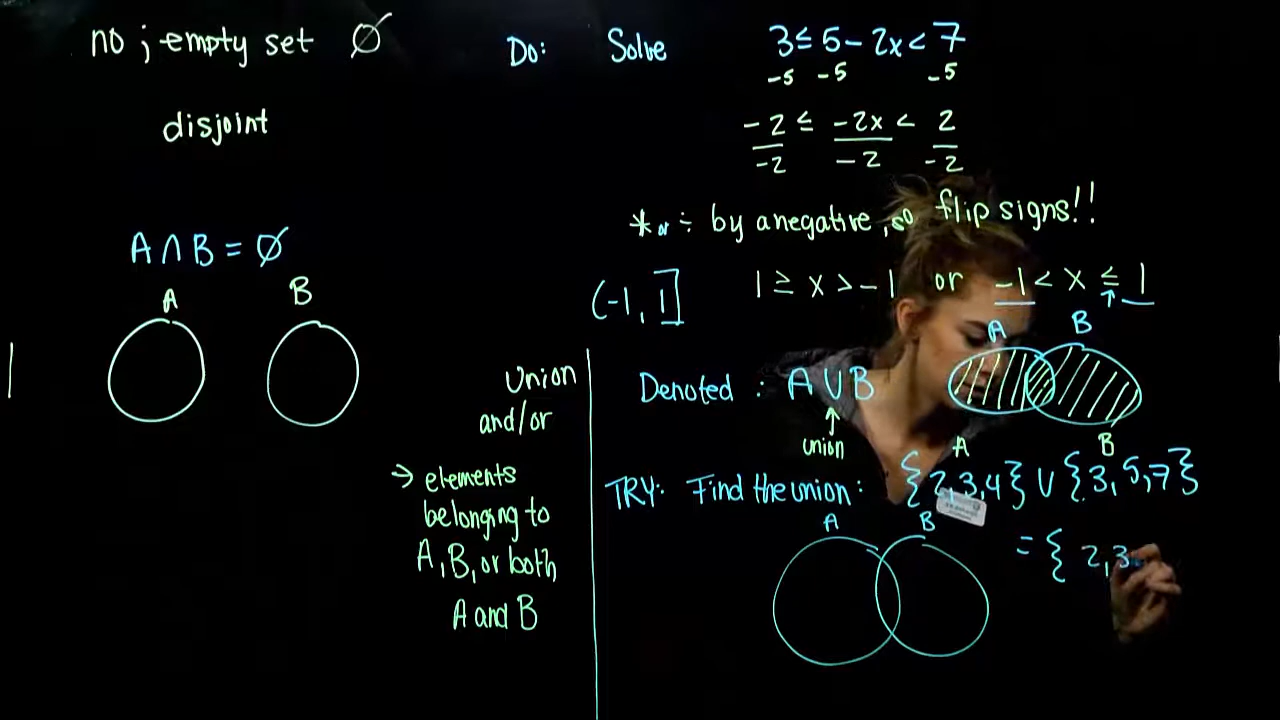 no ; empty set ∅
disjoint
A ∩ B = ∅
A B
Union
and/or
→ elements
belonging to
A, B, or both
A and B
Do: Solve 3 ≤ 5 - 2x < 7
-5 -5 -5
-2 ≤ -2x < 2
-2 -2 -2
* or ÷ by a negative, so flip signs!!
(-1, 1] 1 ≥ x > -1 or -1 < x ≤ 1
A B
Denoted : A ∪ B
union
A B
TRY: Find the union: {2, 3, 4} ∪ {3, 5, 7}
A B
= { 2, 3